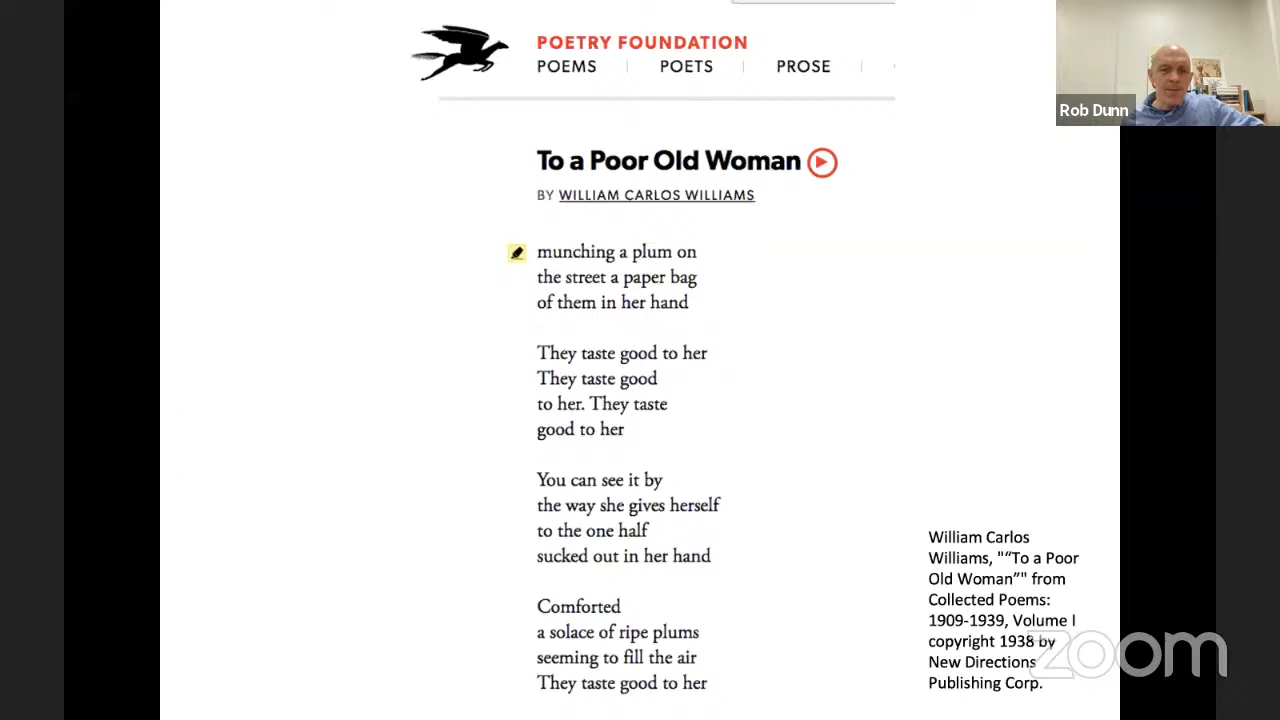 POETRY FOUNDATION
POEMS
POETS
PROSE
Rob Dunn
To a Poor Old Woman
BY WILLIAM CARLOS WILLIAMS
munching a plum on
the street a paper bag
of them in her hand
They taste good to her
They taste good
to her. They taste
good to her
You can see it by
the way she gives herself
to the one half
sucked out in her hand
Comforted
a solace of ripe plums
seeming to fill the air
They taste good to her
William Carlos
Williams, "“To a Poor
Old Woman”" from
Collected Poems:
1909-1939, Volume I
copyright 1938 by
New Directions
Publishing Corp.
zoom